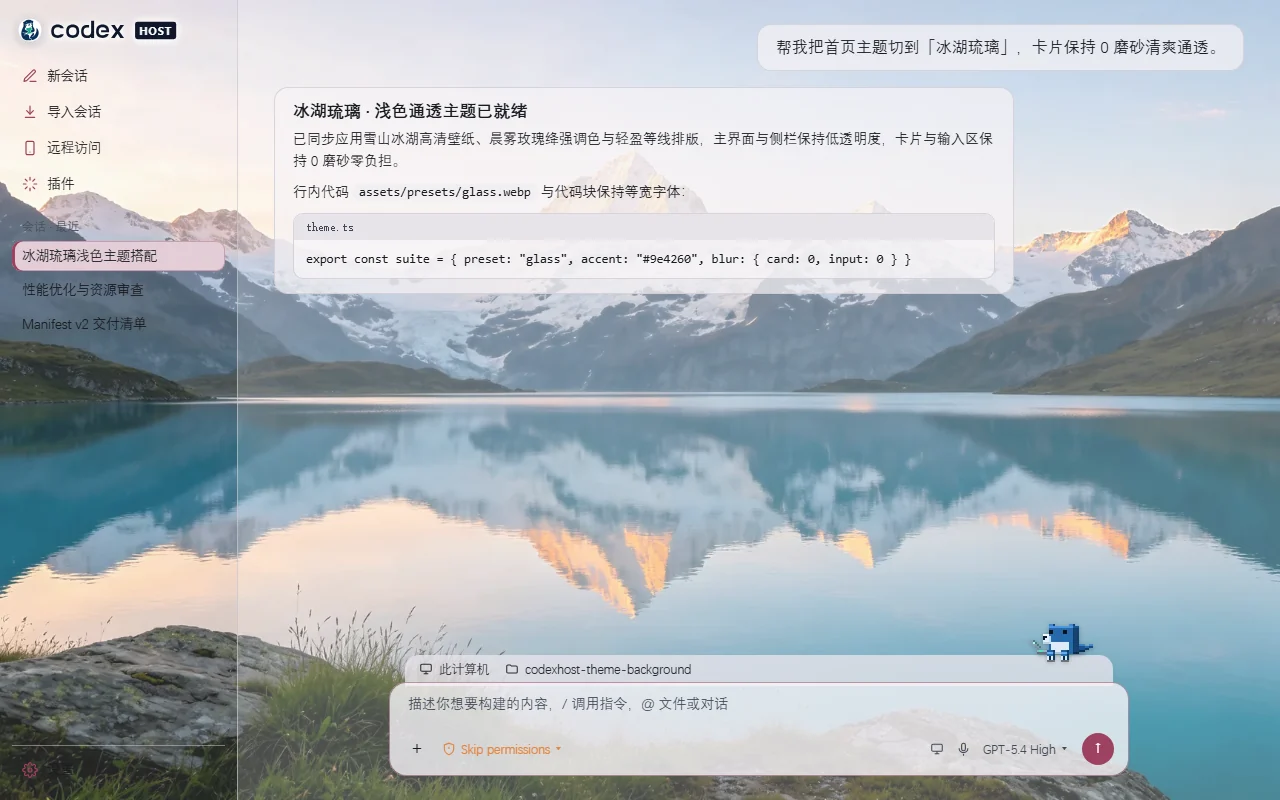 codex HOST
新会话
导入会话
远程访问
插件
会话 · 最近
冰湖琉璃浅色主题搭配
性能优化与资源审查
Manifest v2 交付清单
帮我把首页主题切到「冰湖琉璃」，卡片保持 0 磨砂清爽通透。
冰湖琉璃 · 浅色通透主题已就绪
已同步应用雪山冰湖高清壁纸、晨雾玫瑰绛强调色与轻盈等线排版，主界面与侧栏保持低透明度，卡片与输入区保
持 0 磨砂零负担。
行内代码 assets/presets/glass.webp 与代码块保持等宽字体：
theme.ts
export const suite = { preset: "glass", accent: "#9e4260", blur: { card: 0, input: 0 } }
此计算机 codexhost-theme-background
描述你想要构建的内容，/ 调用指令，@ 文件或对话
Skip permissions
GPT-5.4 High